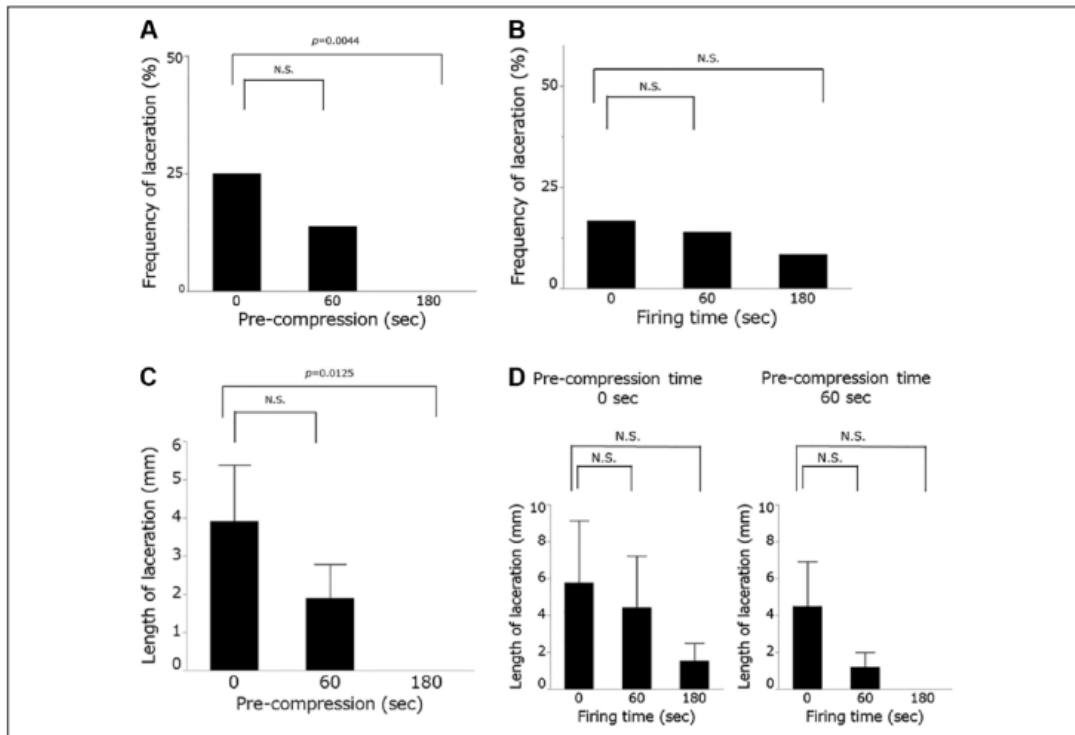 A
p=0.0044
N.S.
50
25
0
Frequency of laceration (%)
0 60 180
Pre-compression (sec)
B
N.S.
N.S.
50
25
0
Frequency of laceration (%)
0 60 180
Firing time (sec)
C
p=0.0125
N.S.
6
5
4
3
2
1
0
Length of laceration (mm)
0 60 180
Pre-compression (sec)
D
Pre-compression time
0 sec
N.S.
N.S.
10
8
6
4
2
0
Length of laceration (mm)
0 60 180
Firing time (sec)
Pre-compression time
60 sec
N.S.
N.S.
10
8
6
4
2
0
Length of laceration (mm)
0 60 180
Firing time (sec)